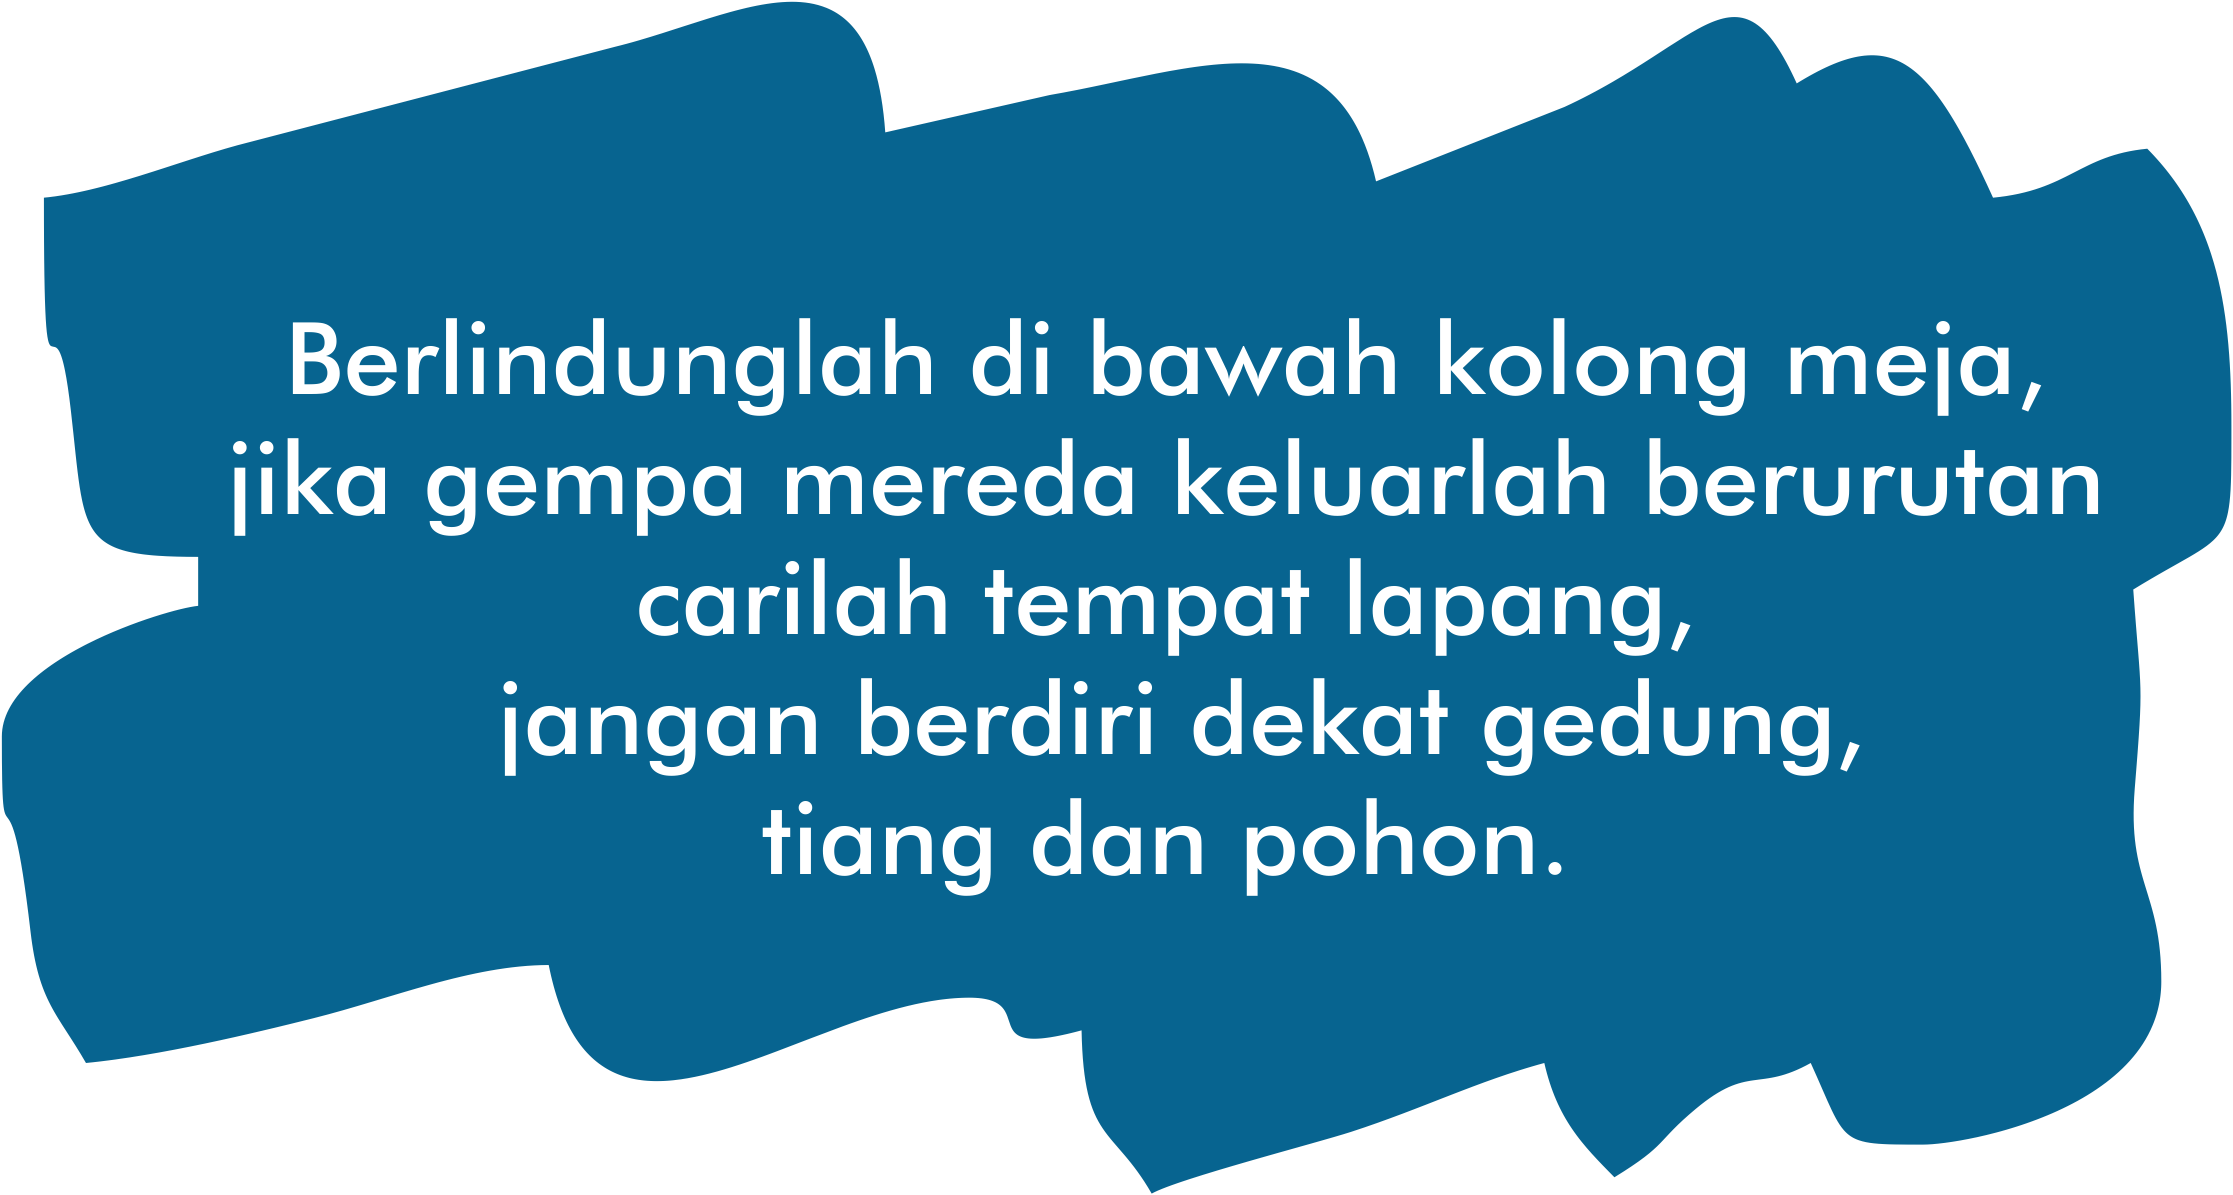 Berlindunglah di bawah kolong meja,
jika gempa mereda keluarlah berurutan
carilah tempat lapang,
jangan berdiri dekat gedung,
tiang dan pohon.